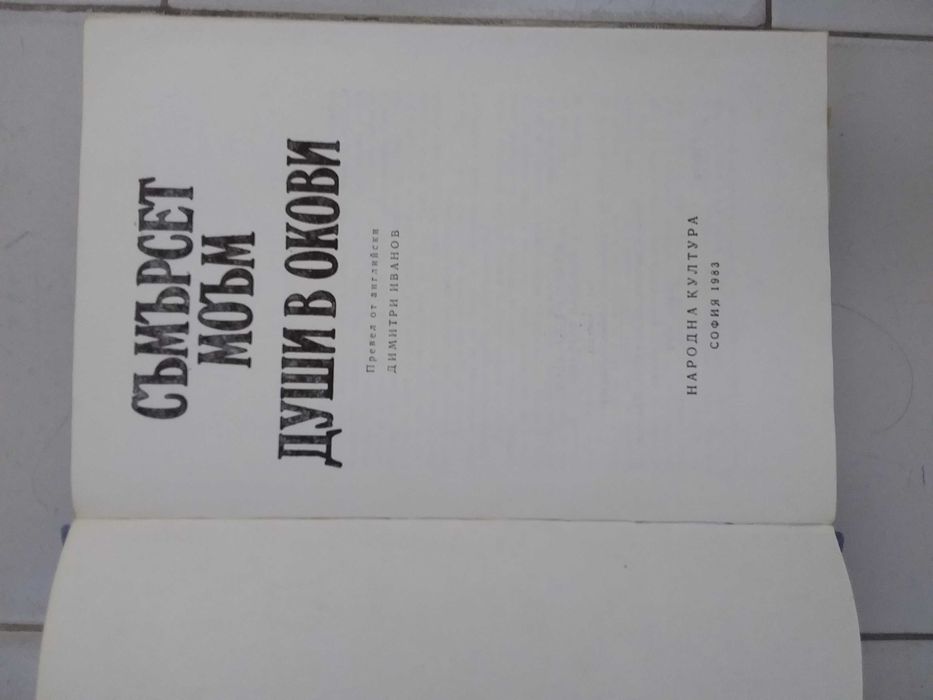 СЪМЪРСЕТ
МОЪМ
ДУШИ В ОКОВИ
Превел от английски
ДИМИТРИ ИВАНОВ
НАРОДНА КУЛТУРА
СОФИЯ 1983